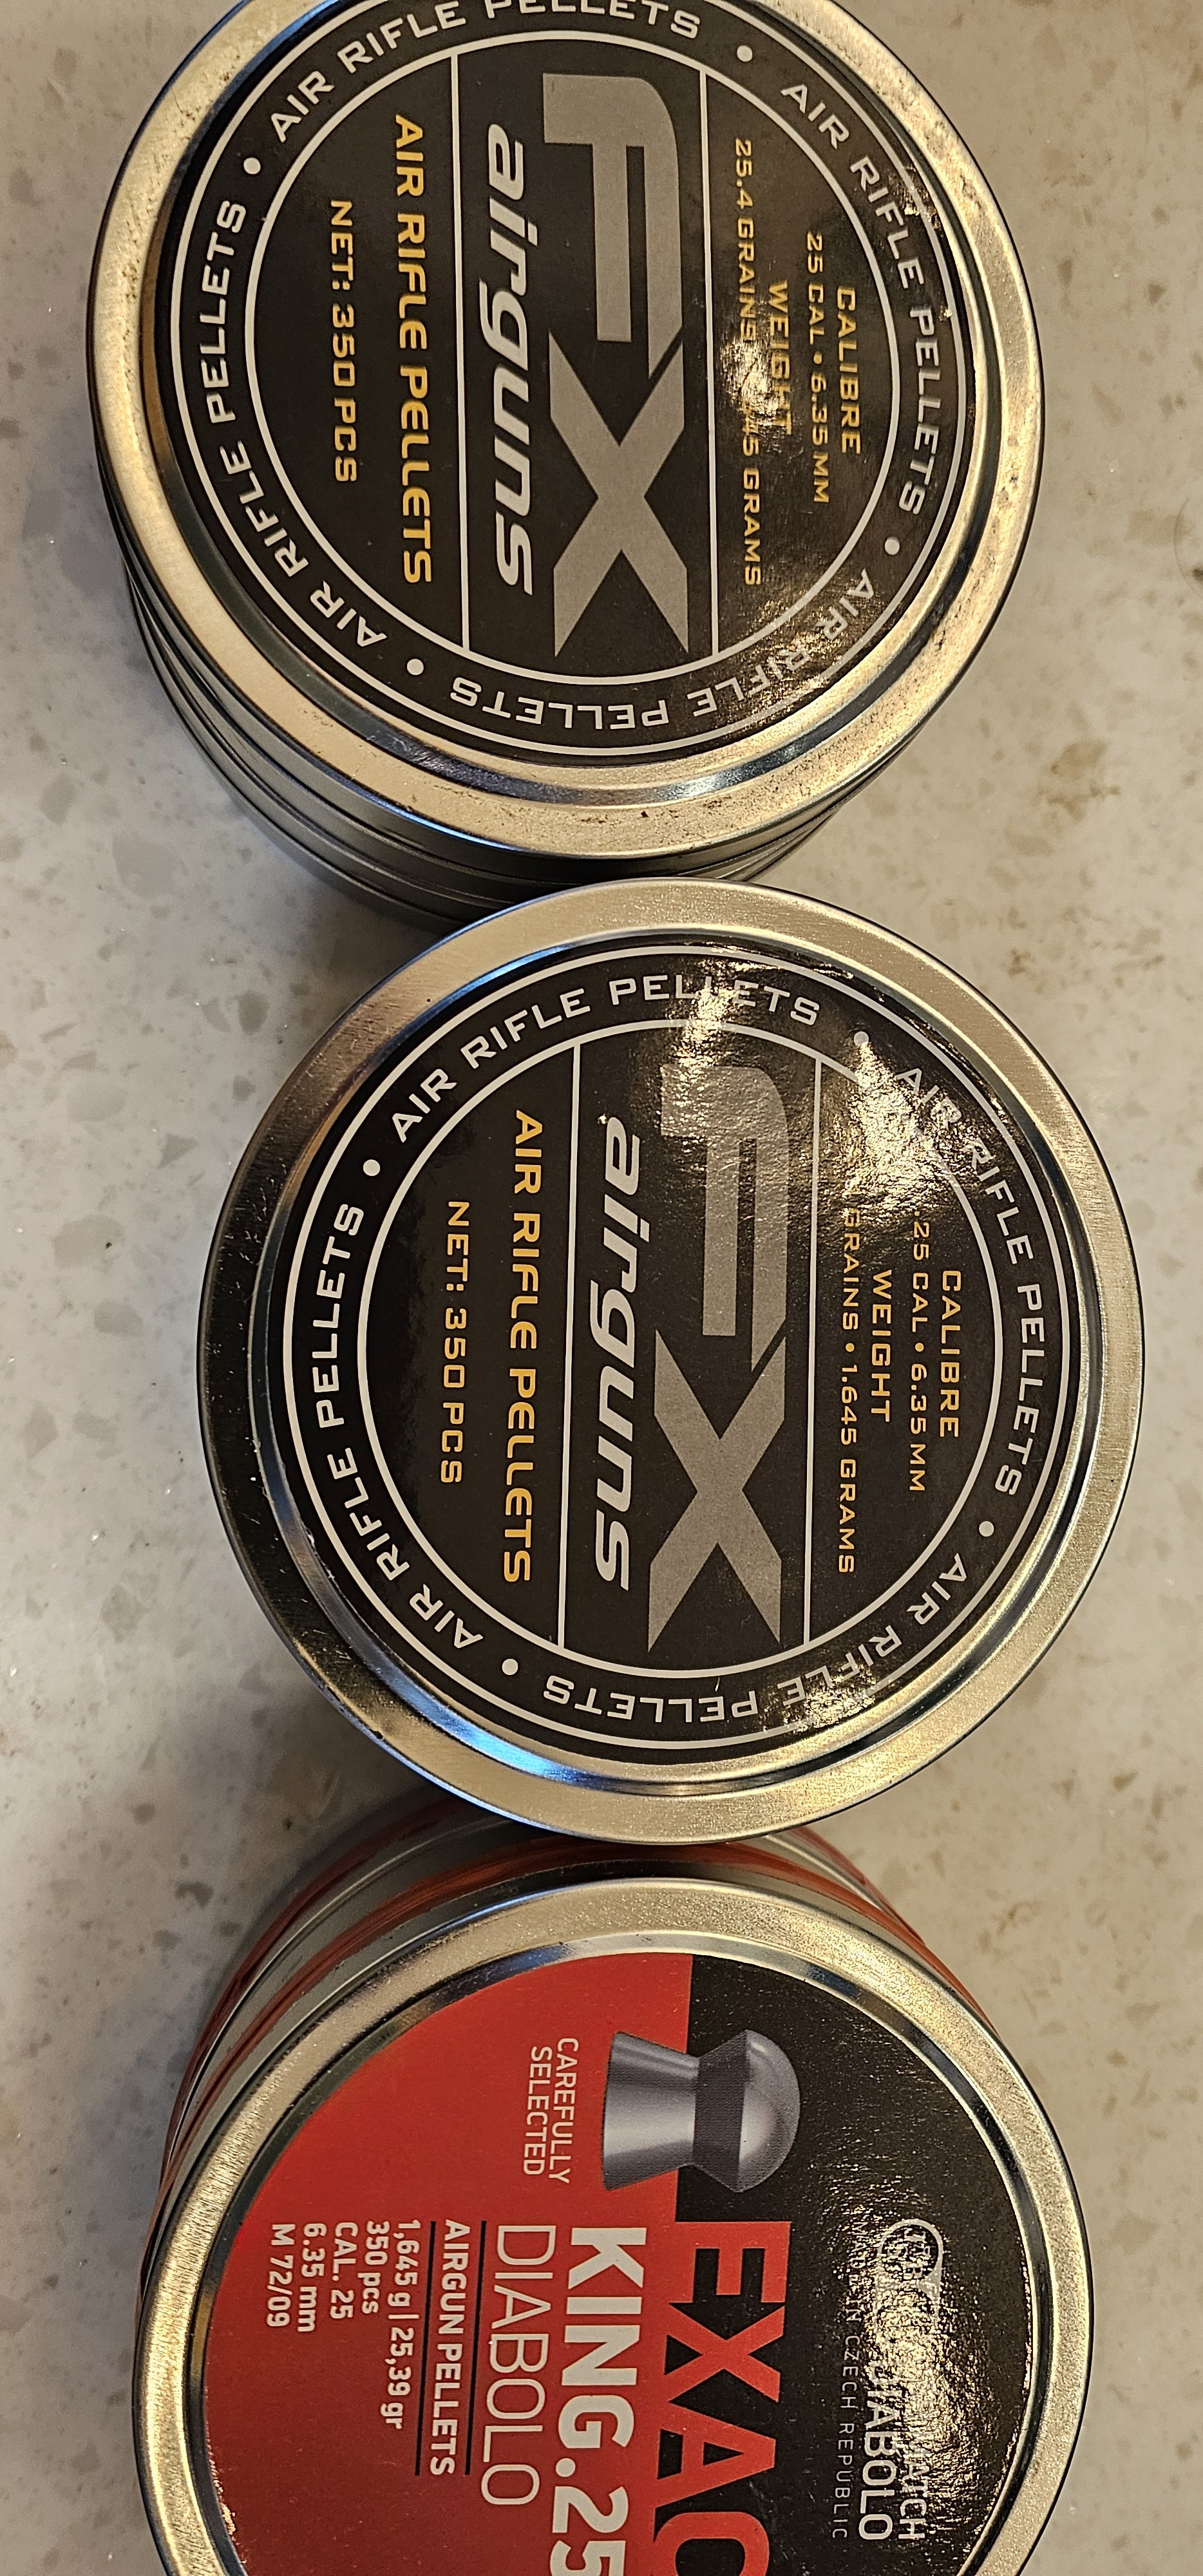 AIR RIFLE PELLETS • AIR RIFLE PELLETS • AIR RIFLE PELLETS • AIR RIFLE PELLETS •
CALIBRE
25 CAL • 6.35 MM
WEIGHT
25.4 GRAINS 45 GRAMS
FX
airguns
AIR RIFLE PELLETS
NET: 350 PCS
AIR RIFLE PELLETS • AIR RIFLE PELLETS • AIR RIFLE PELLETS • AIR RIFLE PELLETS •
CALIBRE
.25 CAL • 6.35 MM
WEIGHT
GRAINS • 1.645 GRAMS
FX
airguns
AIR RIFLE PELLETS
NET: 350 PCS
DIABOLO
CZECH REPUBLIC
EXAC
KING.25
DIABOLO
CAREFULLY
SELECTED
AIRGUN PELLETS
1,645 g | 25,39 gr
350 pcs
CAL. 25
6.35 mm
M 72/09